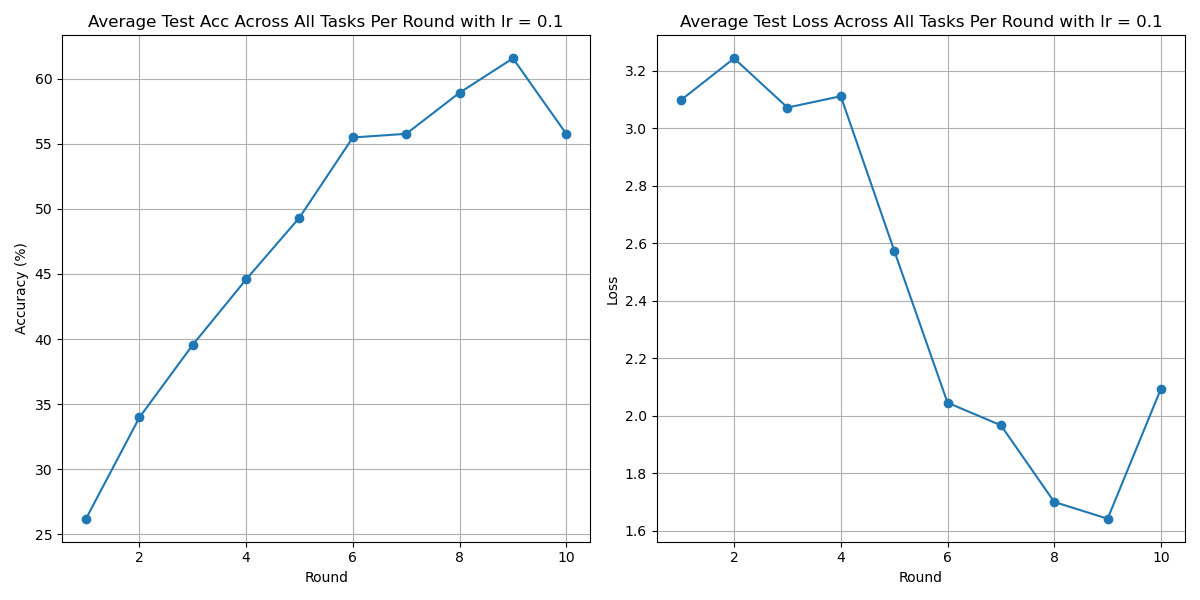 Average Test Acc Across All Tasks Per Round with lr = 0.1
Accuracy (%)
60
55
50
45
40
35
30
25
2 4 6 8 10
Round
Average Test Loss Across All Tasks Per Round with lr = 0.1
Loss
3.2
3.0
2.8
2.6
2.4
2.2
2.0
1.8
1.6
2 4 6 8 10
Round